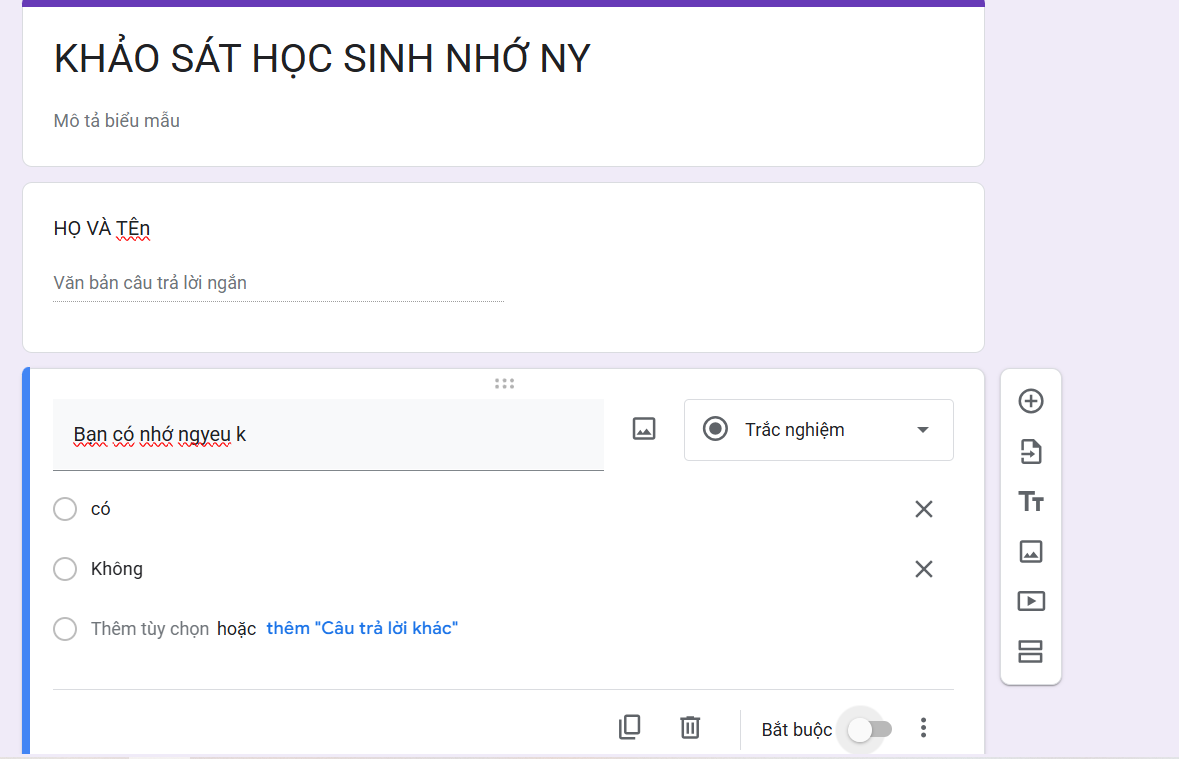 KHẢO SÁT HỌC SINH NHỚ NY
Mô tả biểu mẫu
HỌ VÀ TÊn
Văn bản câu trả lời ngắn
Bạn có nhớ ngyeu k
Trắc nghiệm
có
Không
Thêm tùy chọn hoặc thêm "Câu trả lời khác"
Bắt buộc